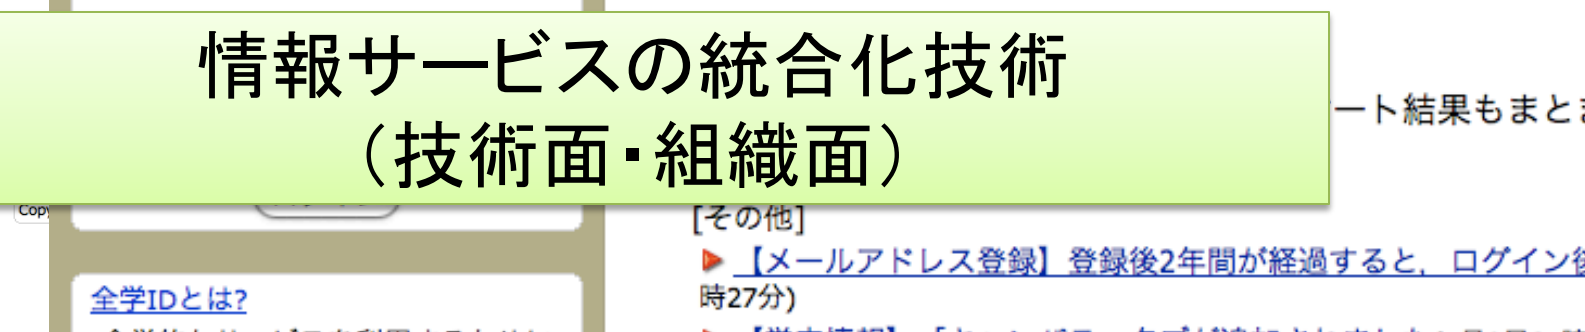 情報サービスの統合化技術
（技術面・組織面）
ート結果もまとま
Copy
[その他]
【メールアドレス登録】登録後2年間が経過すると，ログイン後
全学IDとは?
時27分)